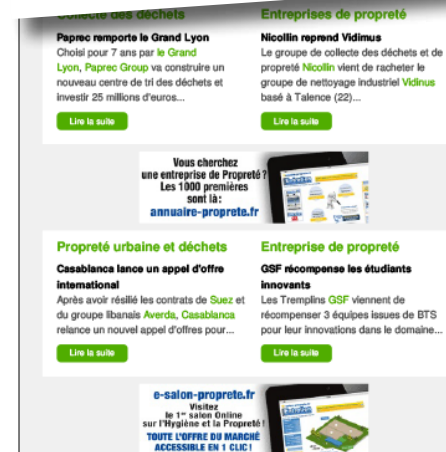 Collecte des déchets
Paprec remporte le Grand Lyon
Choisi pour 7 ans par le Grand
Lyon, Paprec Group va construire un
nouveau centre de tri des déchets et
investir 25 millions d'euros...
Lire la suite
Entreprises de propreté
Nicollin reprend Vidimus
Le groupe de collecte des déchets et de
propreté Nicollin vient de racheter le
groupe de nettoyage industriel Vidinus
basé à Talence (22)...
Lire la suite
Vous cherchez
une entreprise de Propreté ?
Les 1000 premières
sont là:
annuaire-proprete.fr
Propreté urbaine et déchets
Casablanca lance un appel d'offre
international
Après avoir résilié les contrats de Suez et
du groupe libanais Averda, Casablanca
relance un nouvel appel d'offres pour...
Lire la suite
Entreprise de propreté
GSF récompense les étudiants
innovants
Les Tremplins GSF viennent de
récompenser 3 équipes issues de BTS
pour leur innovations dans le domaine...
Lire la suite
e-salon-proprete.fr
Visitez
le 1er salon Online
sur l'Hygiène et la Propreté !
TOUTE L'OFFRE DU MARCHÉ
ACCESSIBLE EN 1 CLIC !